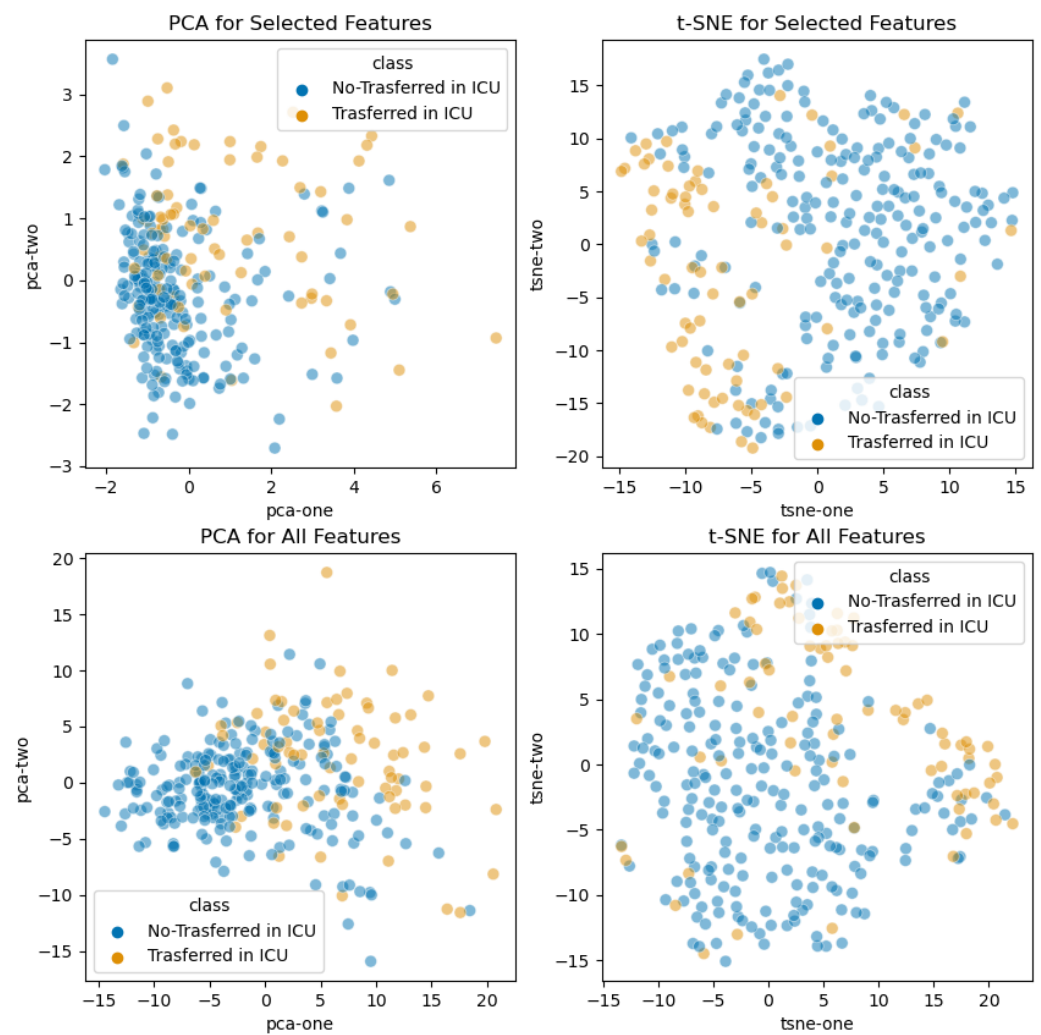 PCA for Selected Features
class
No-Trasferred in ICU
Trasferred in ICU
3
2
1
0
−1
−2
−3
pca-two
−2 0 2 4 6
pca-one
t-SNE for Selected Features
15
10
5
0
−5
−10
−15
−20
tsne-two
class
No-Trasferred in ICU
Trasferred in ICU
−15 −10 −5 0 5 10 15
tsne-one
PCA for All Features
20
15
10
5
0
−5
−10
−15
pca-two
class
No-Trasferred in ICU
Trasferred in ICU
−15 −10 −5 0 5 10 15 20
pca-one
t-SNE for All Features
class
No-Trasferred in ICU
Trasferred in ICU
15
10
5
0
−5
−10
−15
tsne-two
−15 −10 −5 0 5 10 15 20
tsne-one